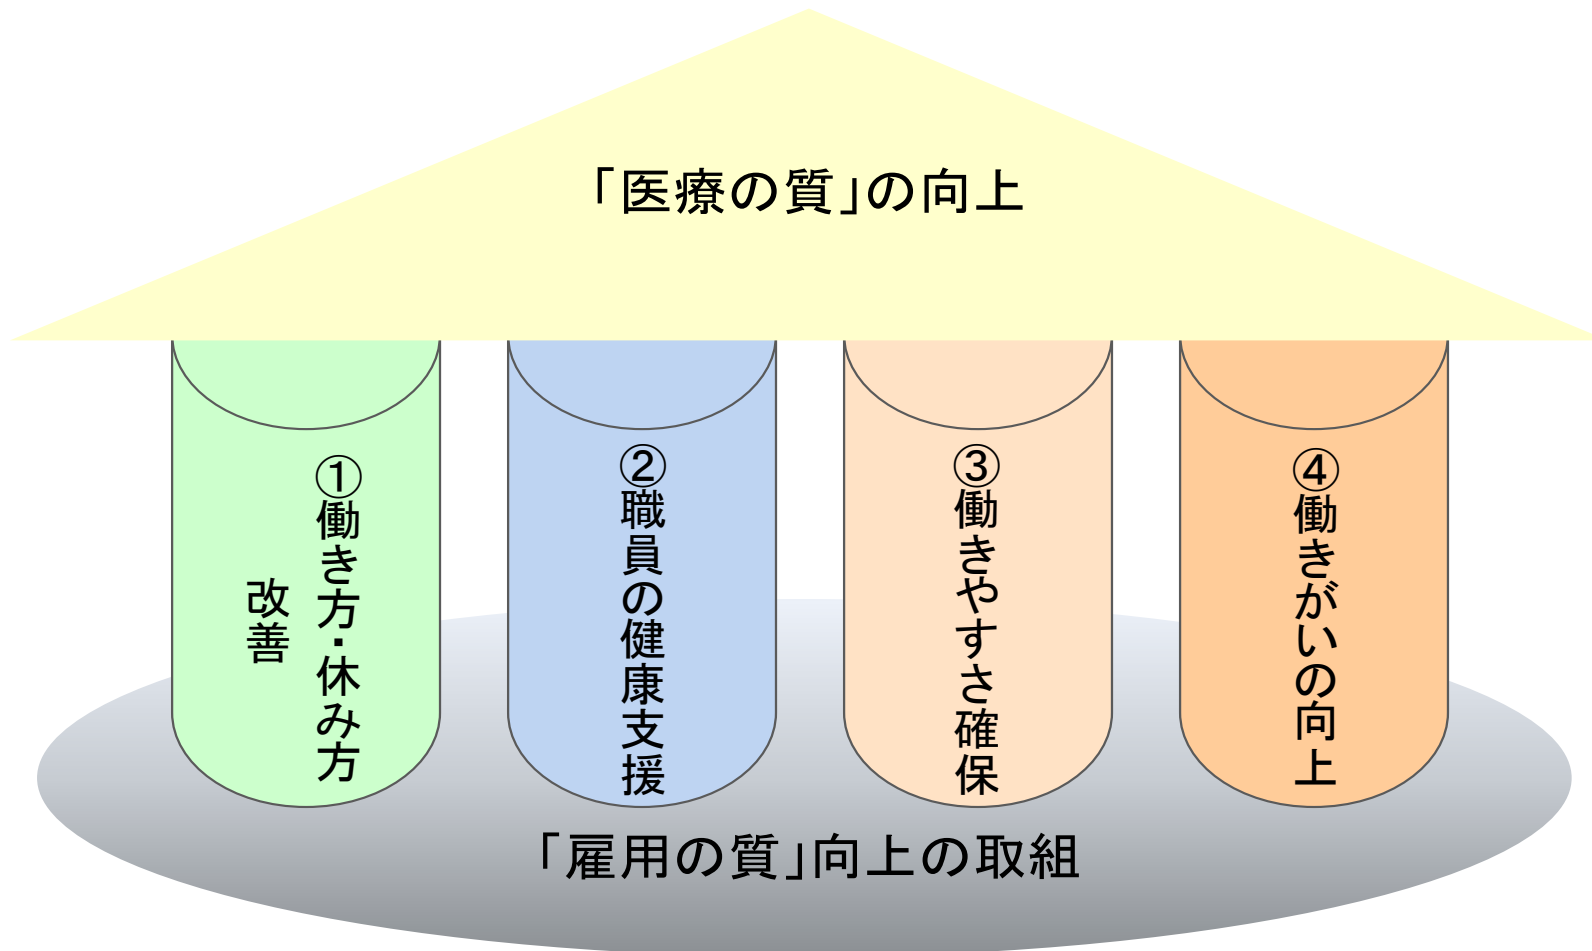 「医療の質」の向上
①働き方・休み方
改善
②職員の健康支援
③働きやすさ確保
④働きがいの向上
「雇用の質」向上の取組